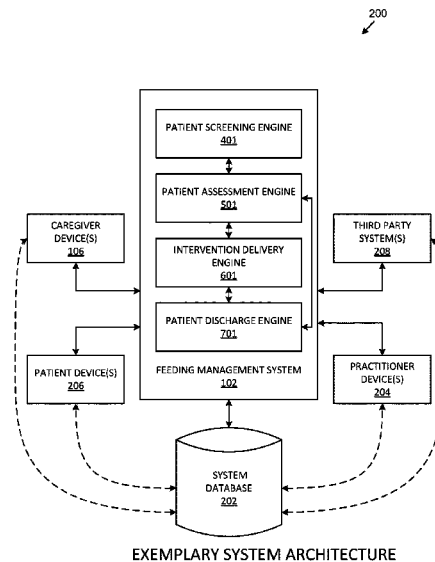 200
PATIENT SCREENING ENGINE
401
PATIENT ASSESSMENT ENGINE
501
CAREGIVER
DEVICE(S)
106
THIRD PARTY
SYSTEM(S)
208
INTERVENTION DELIVERY
ENGINE
601
PATIENT DISCHARGE ENGINE
701
PATIENT DEVICE(S)
206
FEEDING MANAGEMENT SYSTEM
102
PRACTITIONER
DEVICE(S)
204
SYSTEM
DATABASE
202
EXEMPLARY SYSTEM ARCHITECTURE